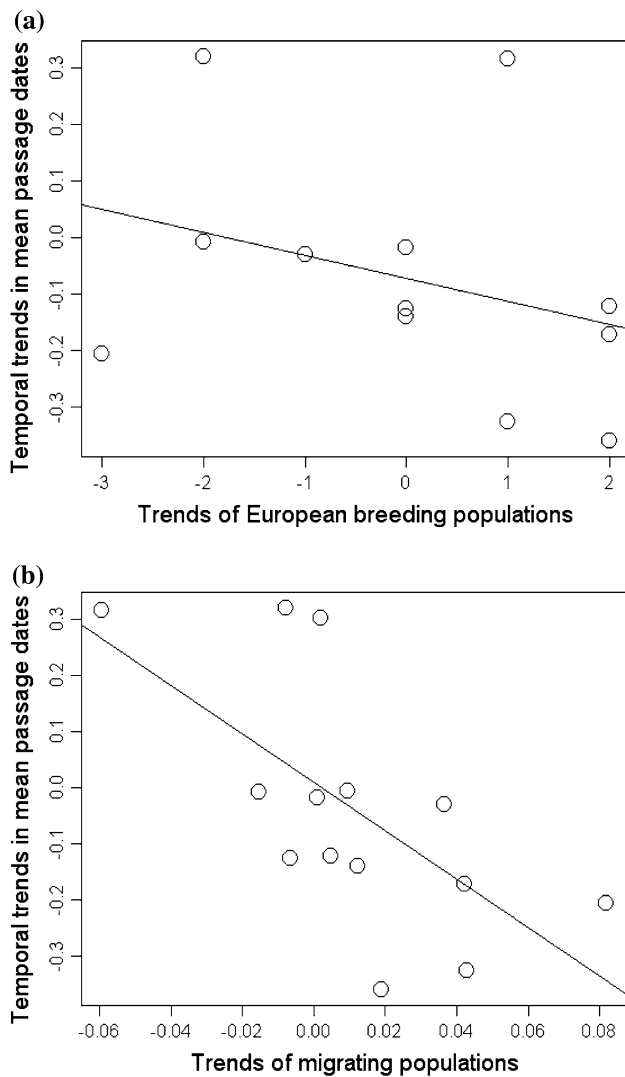 (a)
Temporal trends in mean passage dates
0.3
0.2
0.1
0.0
-0.1
-0.2
-0.3
-3 -2 -1 0 1 2
Trends of European breeding populations
(b)
Temporal trends in mean passage dates
0.3
0.2
0.1
0.0
-0.1
-0.2
-0.3
-0.06 -0.04 -0.02 0.00 0.02 0.04 0.06 0.08
Trends of migrating populations